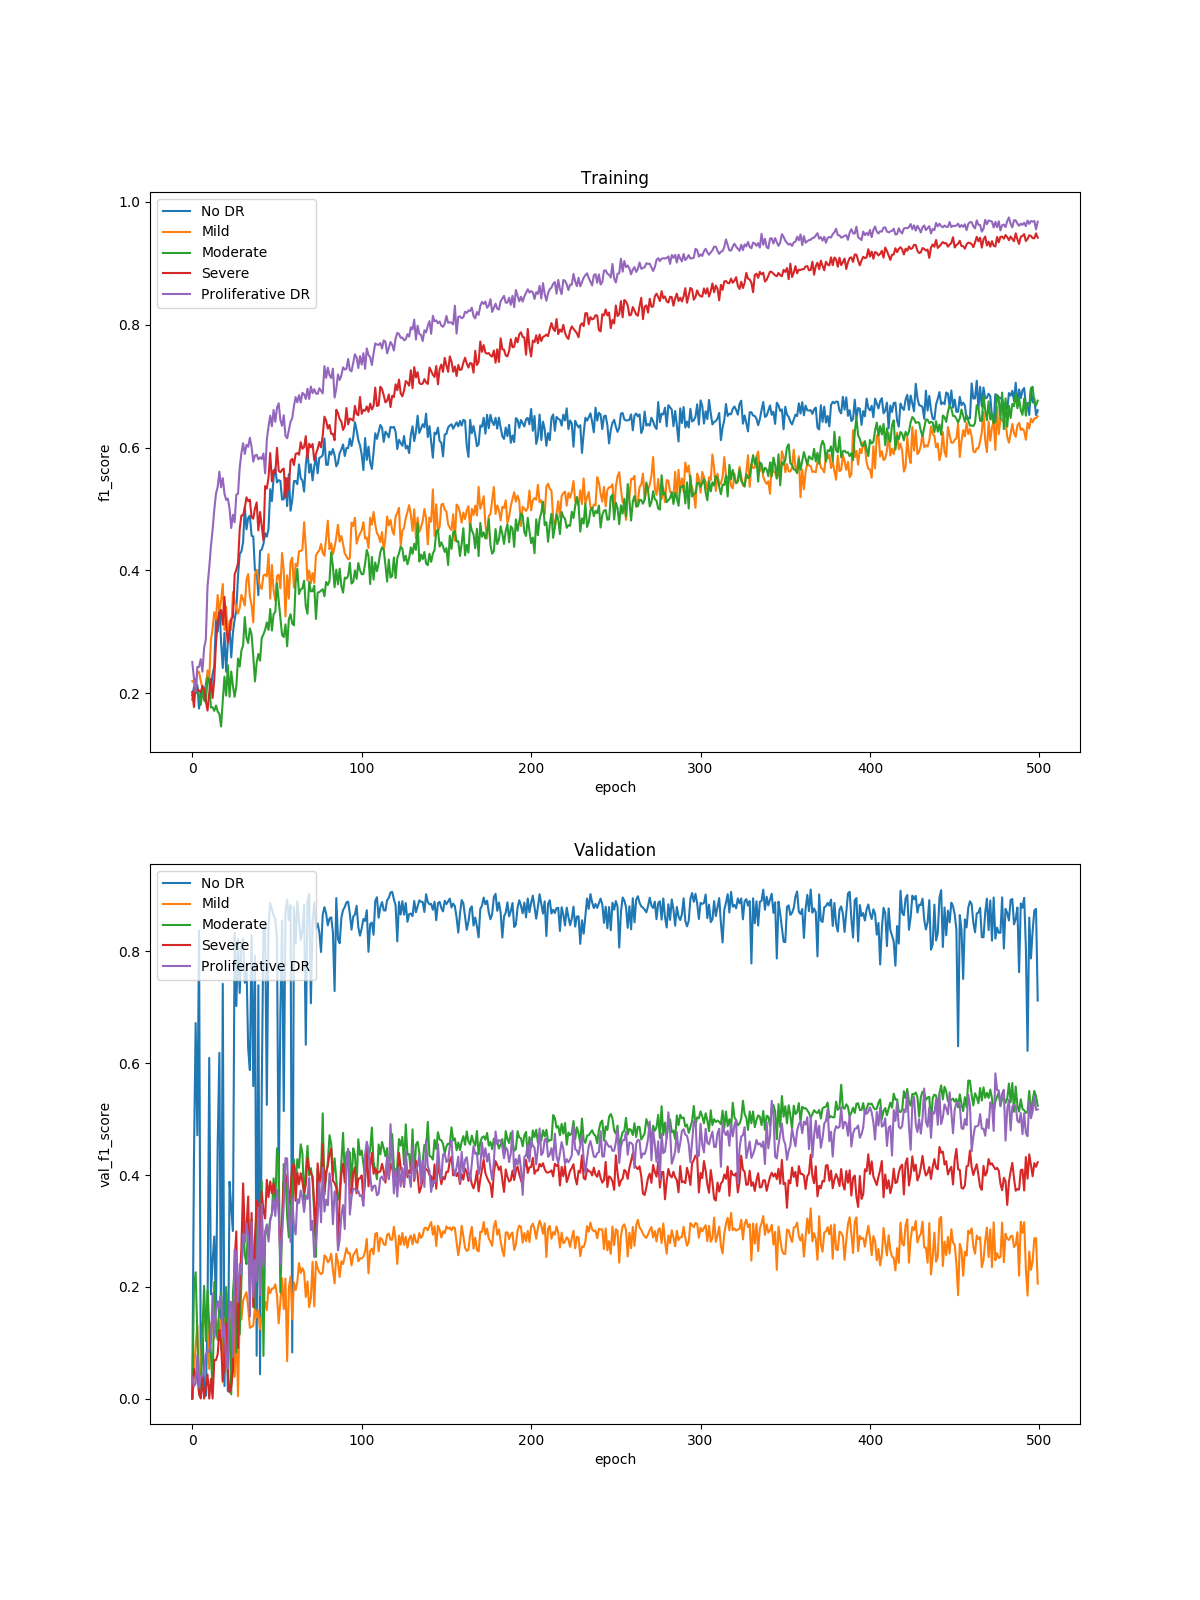 Training
1.0
0.8
0.6
0.4
0.2
f1_score
No DR
Mild
Moderate
Severe
Proliferative DR
0 100 200 300 400 500
epoch
Validation
0.8
0.6
0.4
0.2
0.0
val_f1_score
No DR
Mild
Moderate
Severe
Proliferative DR
0 100 200 300 400 500
epoch